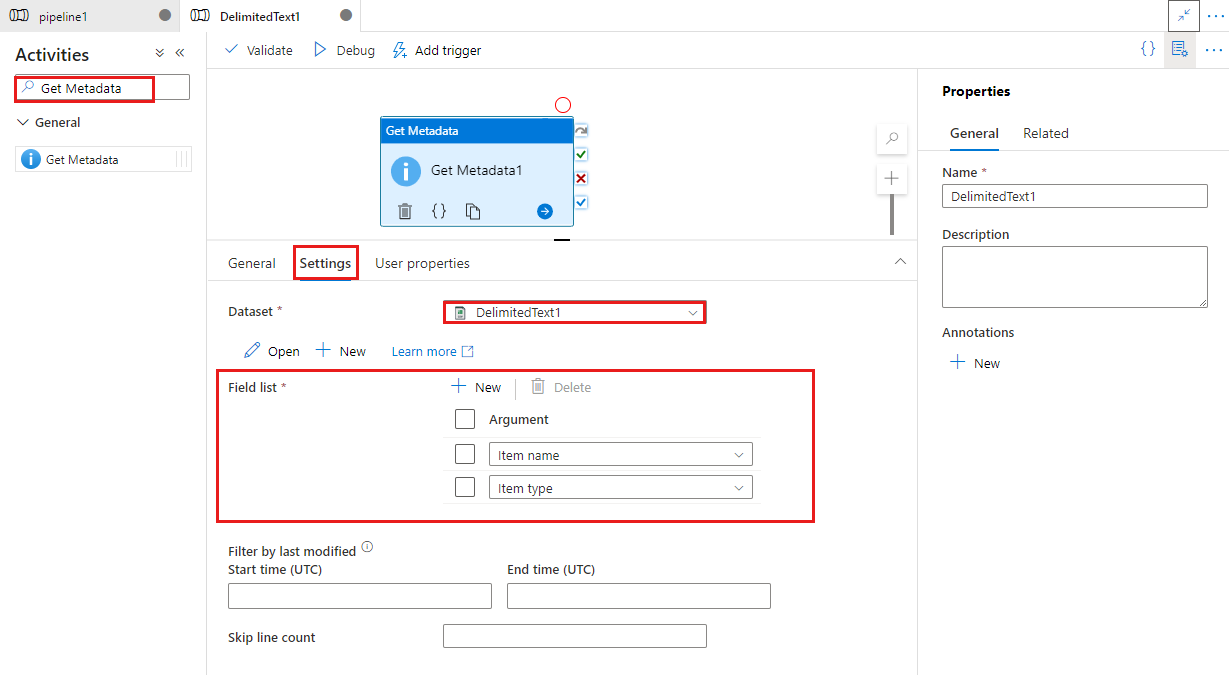 pipeline1
DelimitedText1
Activities
Get Metadata
General
Get Metadata
Validate
Debug
Add trigger
Get Metadata
Get Metadata1
General
Settings
User properties
Dataset *
DelimitedText1
Open
New
Learn more
Field list *
New
Delete
Argument
Item name
Item type
Filter by last modified
Start time (UTC)
End time (UTC)
Skip line count
Properties
General
Related
Name *
DelimitedText1
Description
Annotations
New